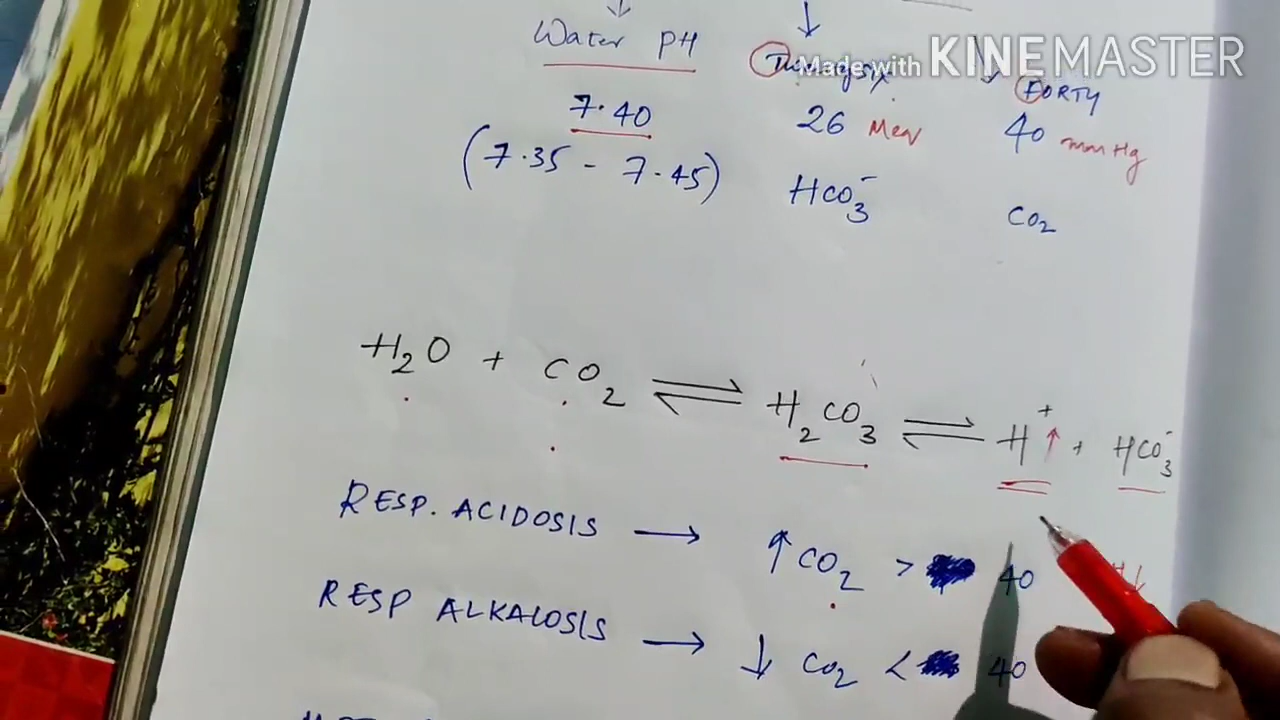 Made with KINEMASTER
Water PH
FORTY
7.40
26 Mev
40 mmHg
(7.35 - 7.45)
HCO₃⁻
CO₂
H₂O + CO₂ ⇌ H₂CO₃ ⇌ H⁺ ↑ + HCO₃⁻
RESP. ACIDOSIS → ↑ CO₂ > 40
RESP ALKALOSIS → ↓ CO₂ < 40